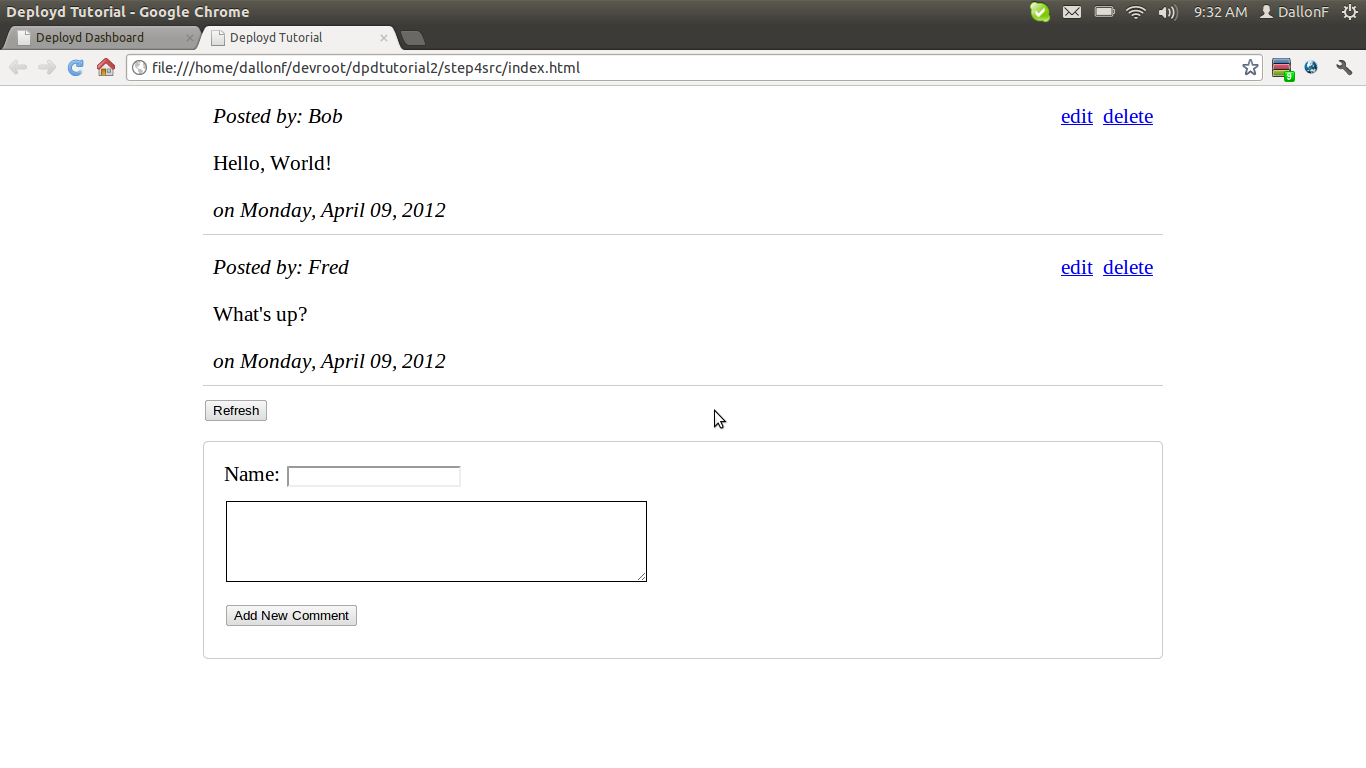 Deployd Tutorial - Google Chrome
9:32 AM DallonF
Deployd Dashboard
Deployd Tutorial
file:///home/dallonf/devroot/dpdtutorial2/step4src/index.html
9
Posted by: Bob edit delete
Hello, World!
on Monday, April 09, 2012
Posted by: Fred edit delete
What's up?
on Monday, April 09, 2012
Refresh
Name:
Add New Comment